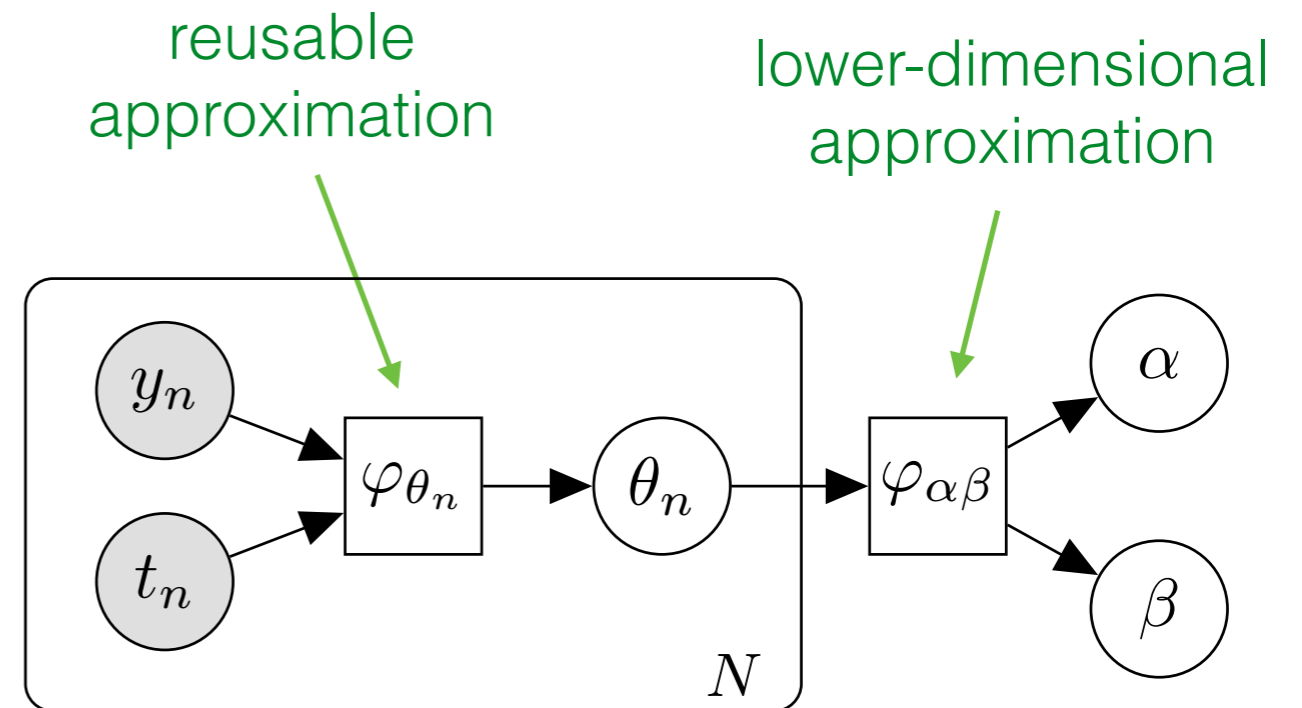 reusable
approximation
lower-dimensional
approximation
yₙ
tₙ
φθₙ
θₙ
N
φαβ
α
β